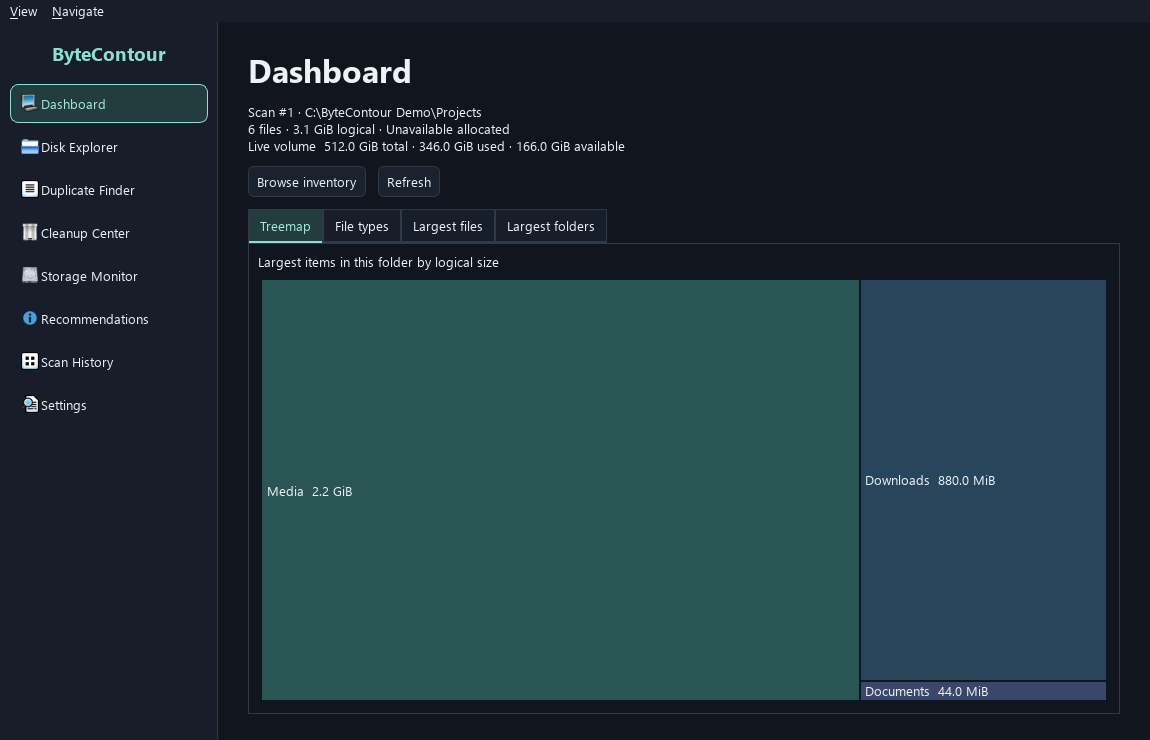 View Navigate
ByteContour
Dashboard
Disk Explorer
Duplicate Finder
Cleanup Center
Storage Monitor
Recommendations
Scan History
Settings
Dashboard
Scan #1 · C:\ByteContour Demo\Projects
6 files · 3.1 GiB logical · Unavailable allocated
Live volume 512.0 GiB total · 346.0 GiB used · 166.0 GiB available
Browse inventory Refresh
Treemap File types Largest files Largest folders
Largest items in this folder by logical size
Media 2.2 GiB
Downloads 880.0 MiB
Documents 44.0 MiB